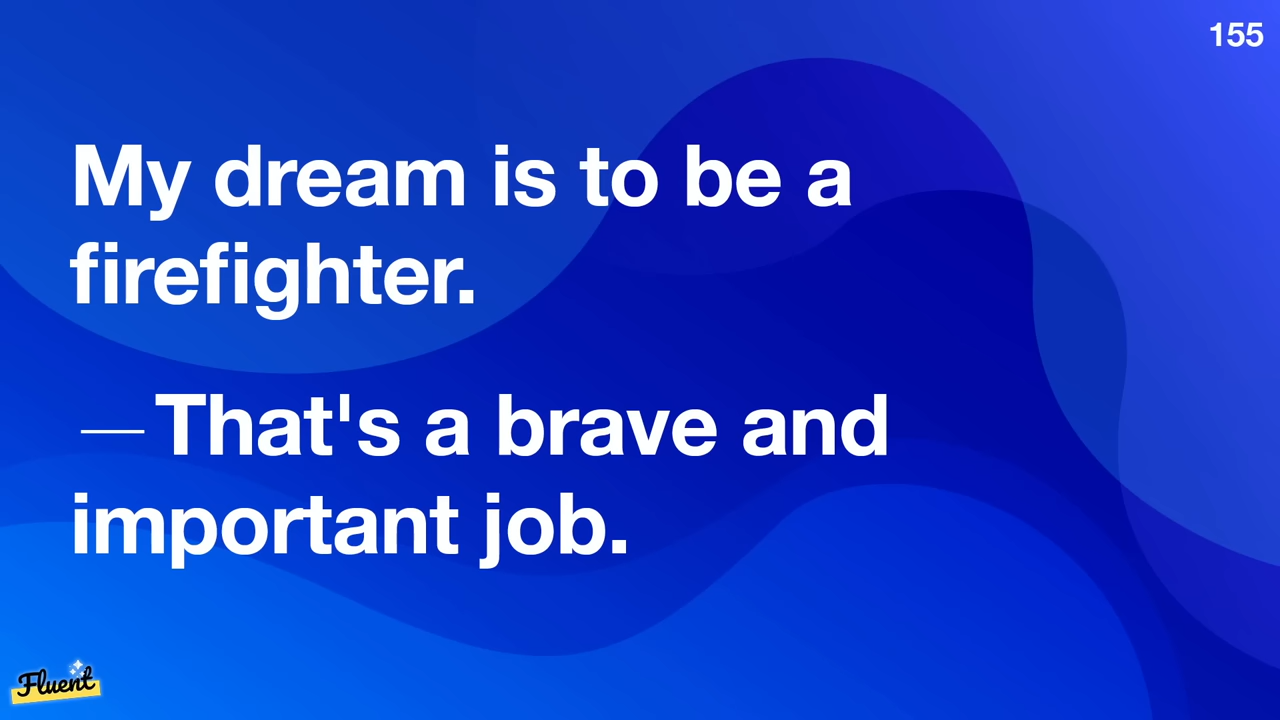 155
My dream is to be a
firefighter.
—That's a brave and
important job.
Fluent